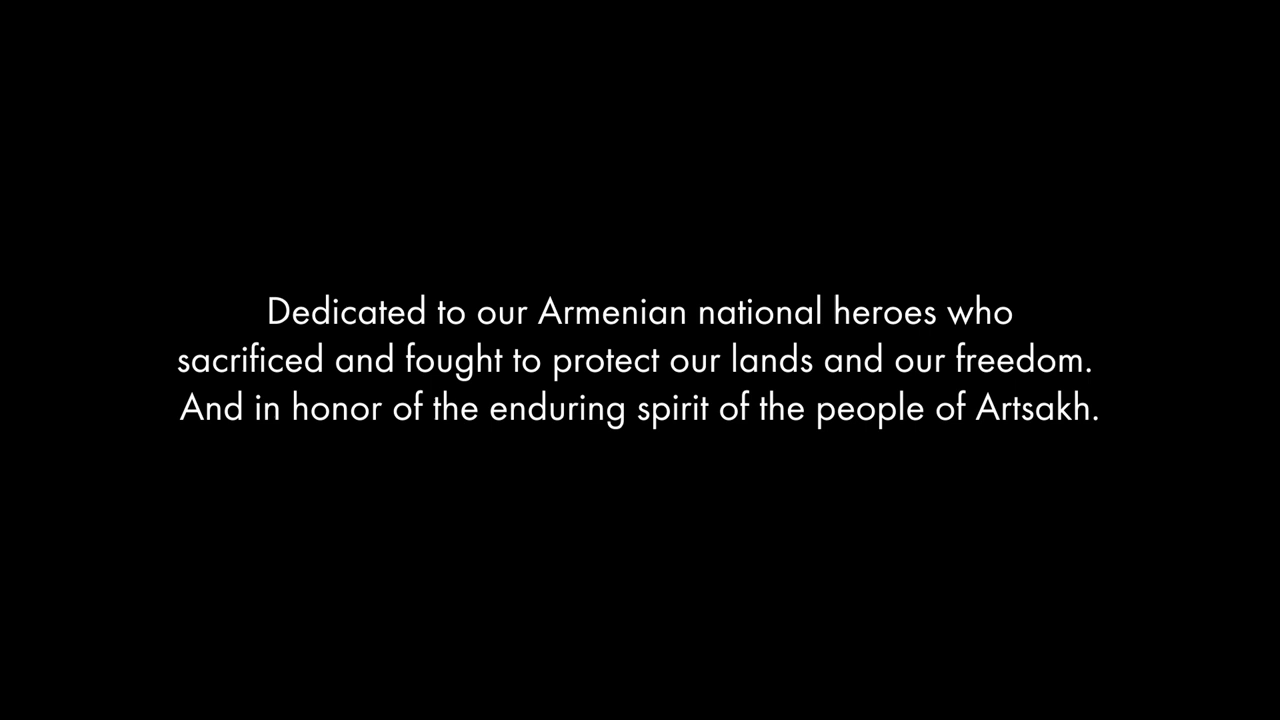 Dedicated to our Armenian national heroes who
sacrificed and fought to protect our lands and our freedom.
And in honor of the enduring spirit of the people of Artsakh.